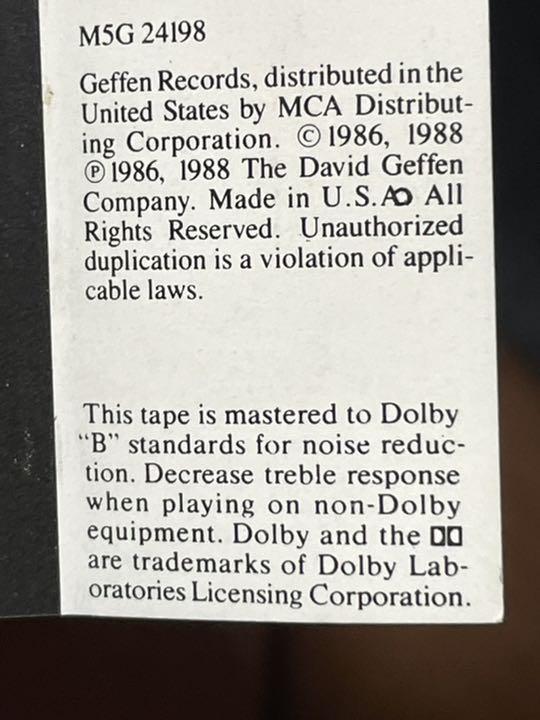 M5G 24198
Geffen Records, distributed in the
United States by MCA Distribut-
ing Corporation. © 1986, 1988
℗ 1986, 1988 The David Geffen
Company. Made in U.S.A. All
Rights Reserved. Unauthorized
duplication is a violation of appli-
cable laws.
This tape is mastered to Dolby
“B” standards for noise reduc-
tion. Decrease treble response
when playing on non-Dolby
equipment. Dolby and the
are trademarks of Dolby Lab-
oratories Licensing Corporation.